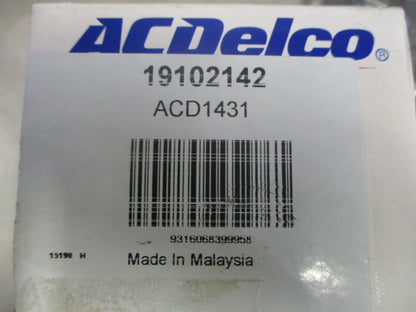 ACDelco®
19102142
ACD1431
9316068399958
15190 H
Made In Malaysia